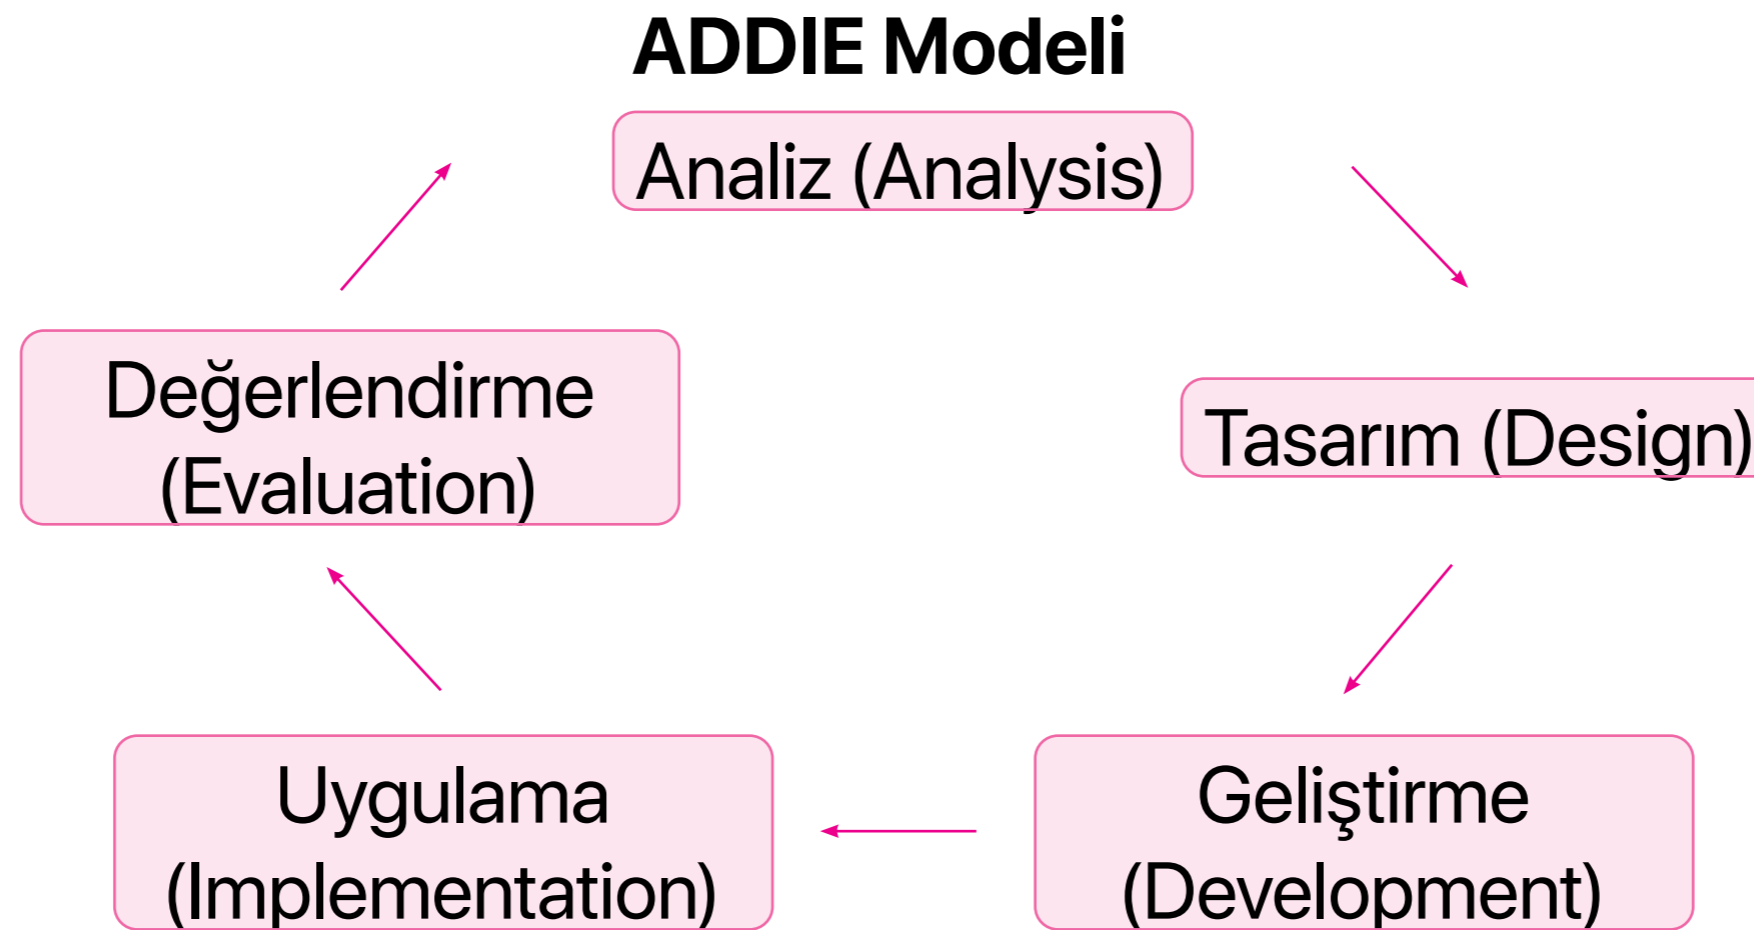 ADDIE Modeli
Analiz (Analysis)
Değerlendirme
(Evaluation)
Tasarım (Design)
Uygulama
(Implementation)
Geliştirme
(Development)